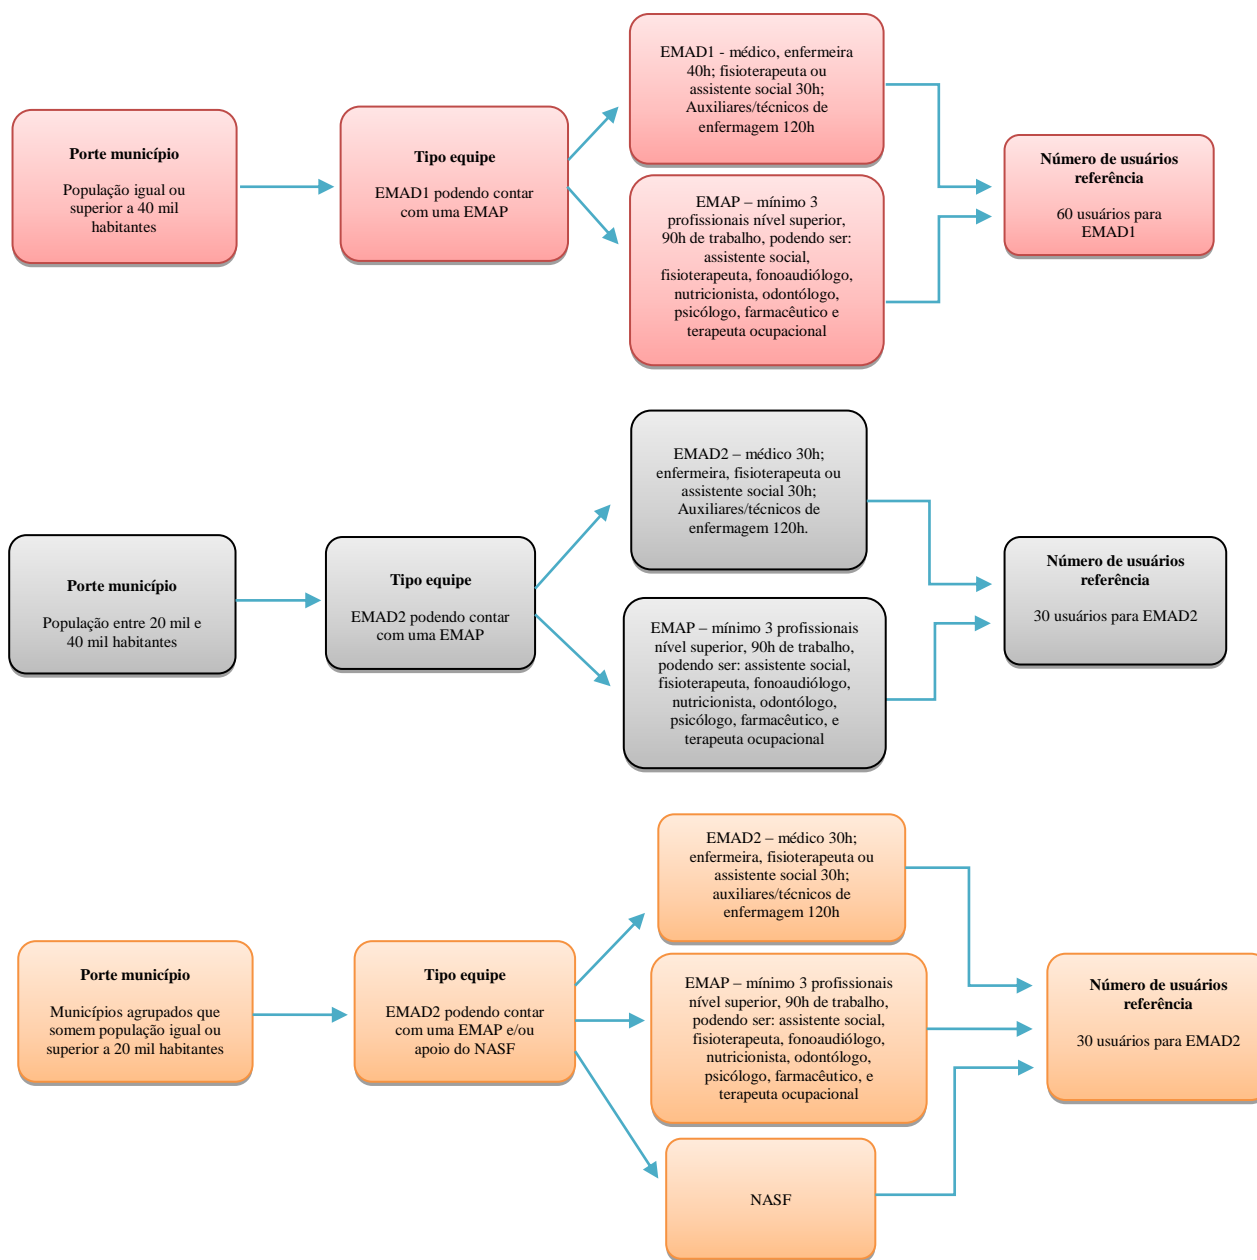 Porte município
População igual ou
superior a 40 mil
habitantes
Tipo equipe
EMAD1 podendo contar
com uma EMAP
EMAD1 - médico, enfermeira
40h; fisioterapeuta ou
assistente social 30h;
Auxiliares/técnicos de
enfermagem 120h
EMAP – mínimo 3
profissionais nível superior,
90h de trabalho, podendo ser:
assistente social,
fisioterapeuta, fonoaudiólogo,
nutricionista, odontólogo,
psicólogo, farmacêutico e
terapeuta ocupacional
Número de usuários
referência
60 usuários para
EMAD1
Porte município
População entre 20 mil e
40 mil habitantes
Tipo equipe
EMAD2 podendo contar
com uma EMAP
EMAD2 – médico 30h;
enfermeira, fisioterapeuta ou
assistente social 30h;
Auxiliares/técnicos de
enfermagem 120h.
EMAP – mínimo 3 profissionais
nível superior, 90h de trabalho,
podendo ser: assistente social,
fisioterapeuta, fonoaudiólogo,
nutricionista, odontólogo,
psicólogo, farmacêutico, e
terapeuta ocupacional
Número de usuários
referência
30 usuários para EMAD2
Porte município
Municípios agrupados que
somem população igual ou
superior a 20 mil habitantes
Tipo equipe
EMAD2 podendo contar
com uma EMAP e/ou
apoio do NASF
EMAD2 – médico 30h;
enfermeira, fisioterapeuta ou
assistente social 30h;
auxiliares/técnicos de
enfermagem 120h
EMAP – mínimo 3 profissionais
nível superior, 90h de trabalho,
podendo ser: assistente social,
fisioterapeuta, fonoaudiólogo,
nutricionista, odontólogo,
psicólogo, farmacêutico, e
terapeuta ocupacional
NASF
Número de usuários
referência
30 usuários para EMAD2